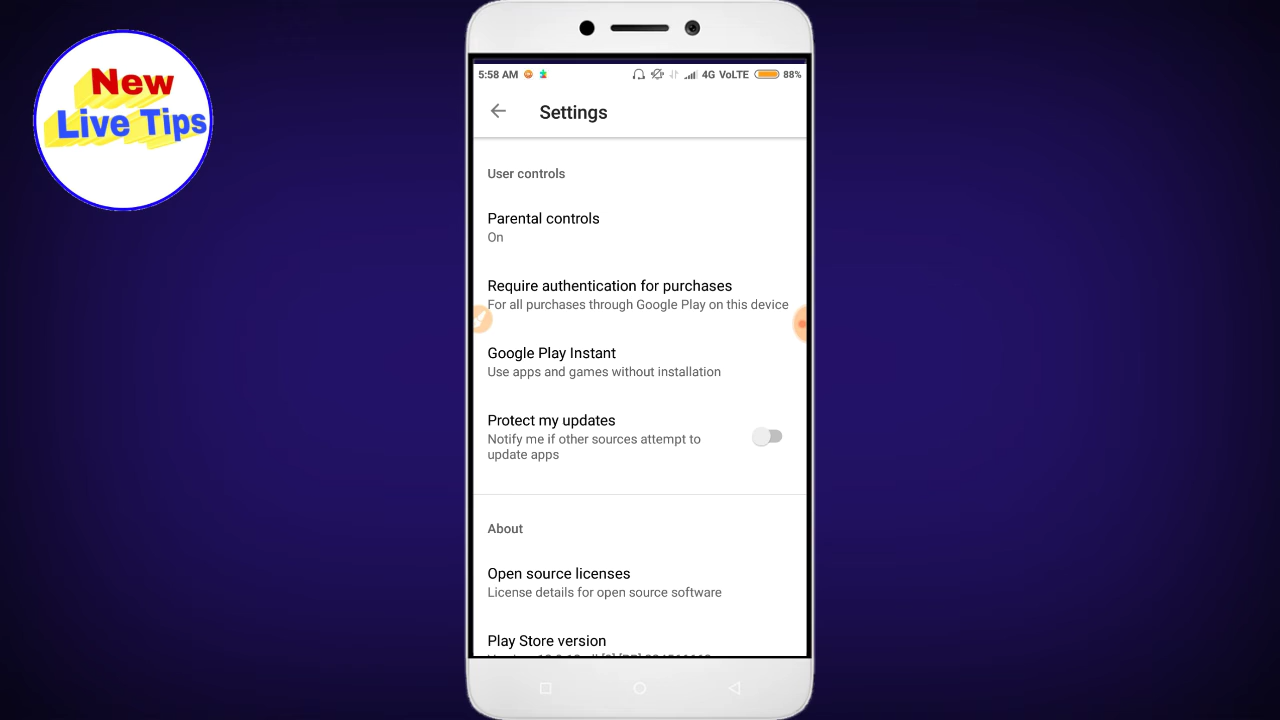 New
Live Tips
5:58 AM
4G VoLTE
88%
Settings
User controls
Parental controls
On
Require authentication for purchases
For all purchases through Google Play on this device
Google Play Instant
Use apps and games without installation
Protect my updates
Notify me if other sources attempt to
update apps
About
Open source licenses
License details for open source software
Play Store version